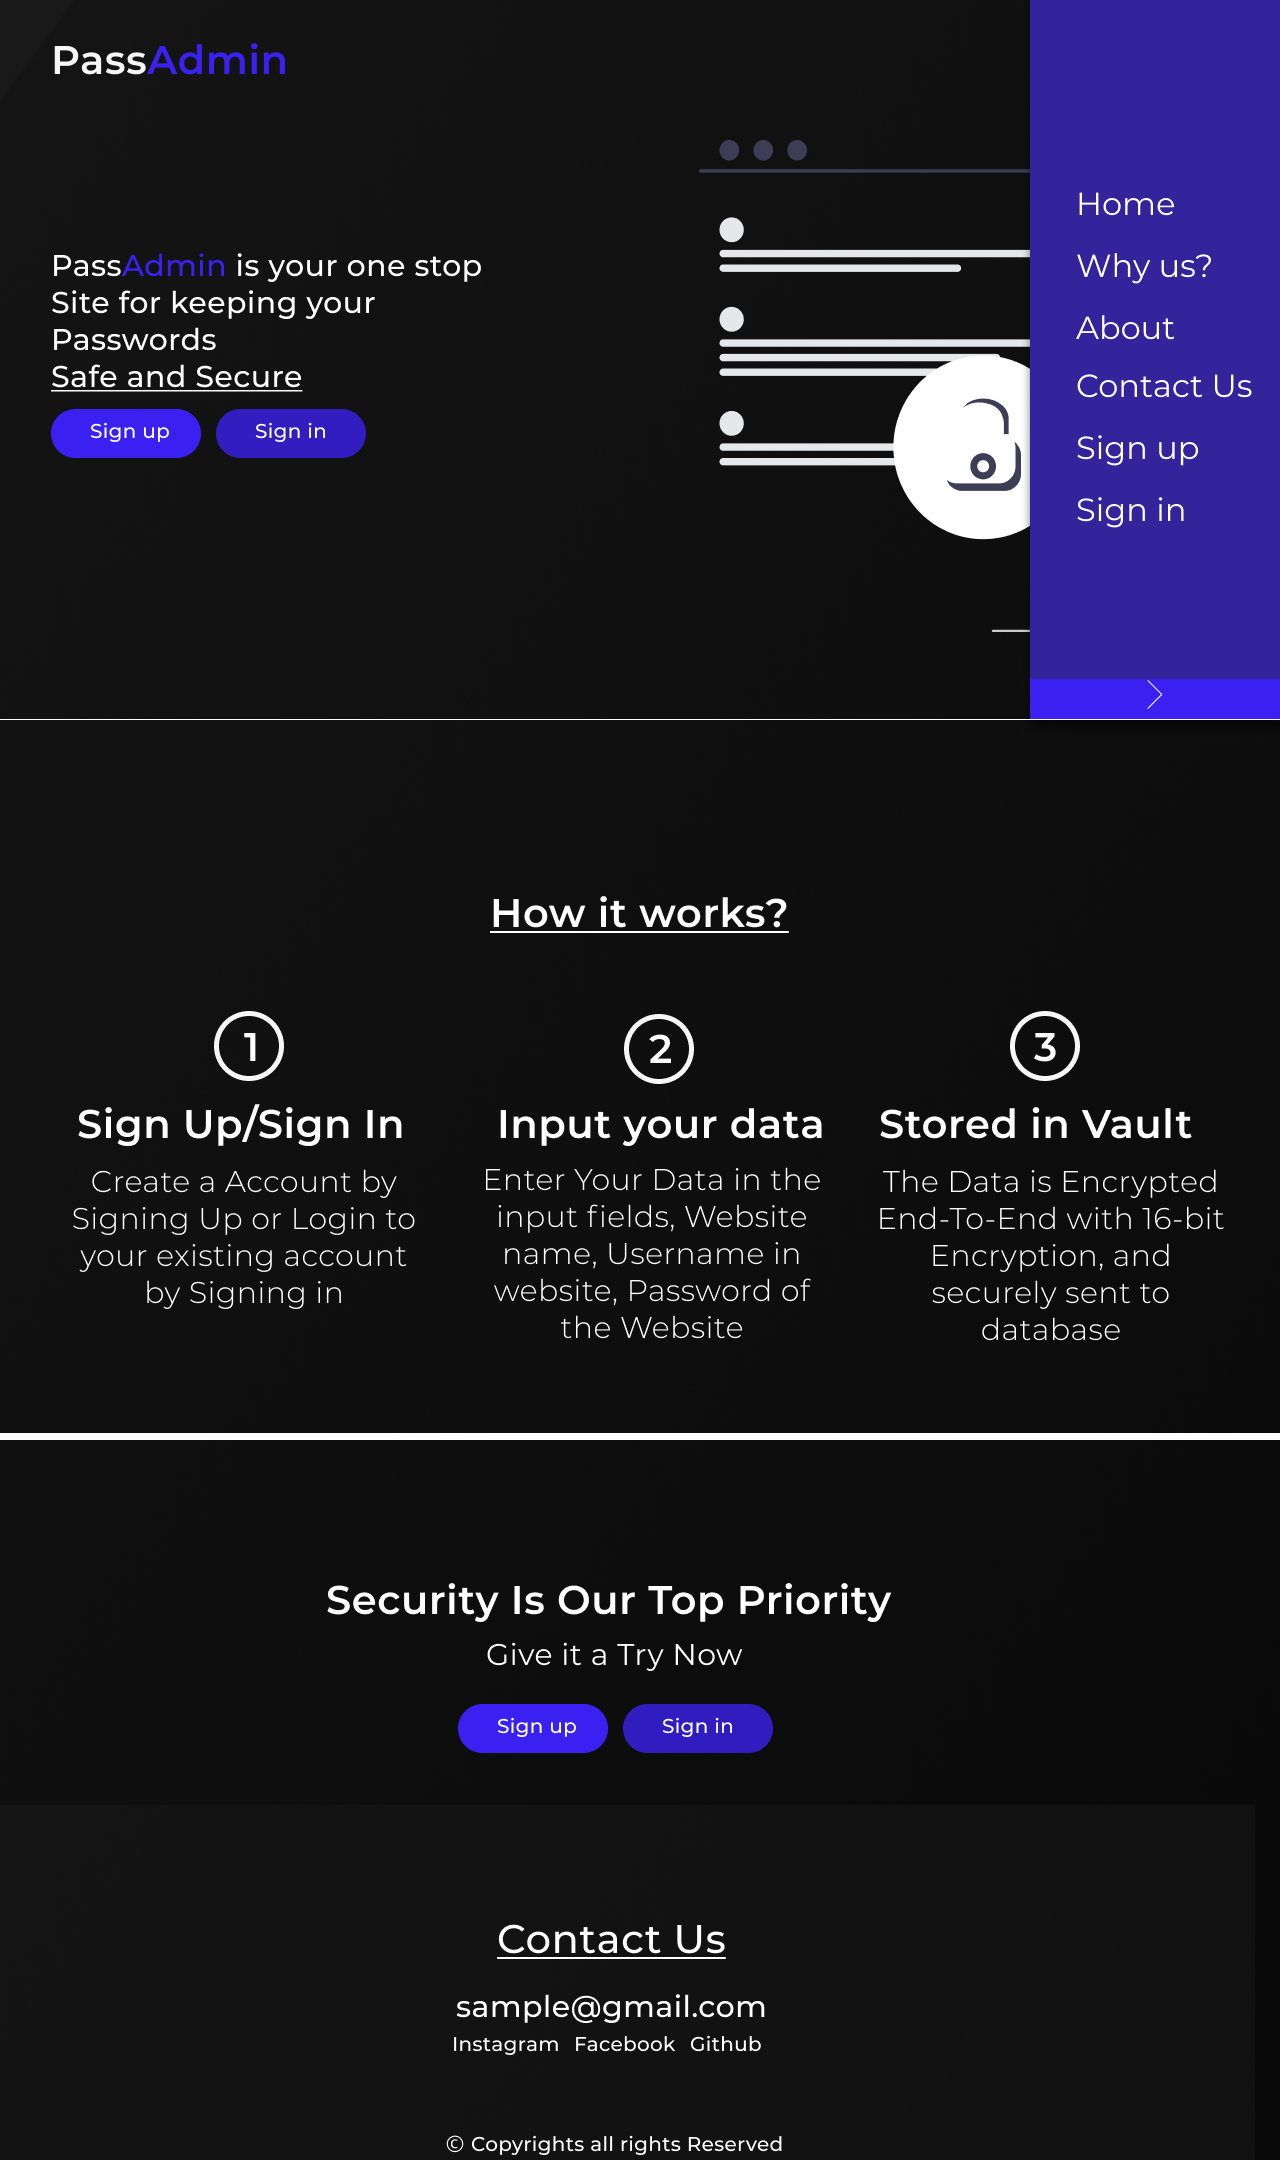 PassAdmin
PassAdmin is your one stop
Site for keeping your
Passwords
Safe and Secure
Sign up
Sign in
Home
Why us?
About
Contact Us
Sign up
Sign in
How it works?
1
Sign Up/Sign In
Create a Account by
Signing Up or Login to
your existing account
by Signing in
2
Input your data
Enter Your Data in the
input fields, Website
name, Username in
website, Password of
the Website
3
Stored in Vault
The Data is Encrypted
End-To-End with 16-bit
Encryption, and
securely sent to
database
Security Is Our Top Priority
Give it a Try Now
Sign up
Sign in
Contact Us
sample@gmail.com
Instagram Facebook Github
© Copyrights all rights Reserved